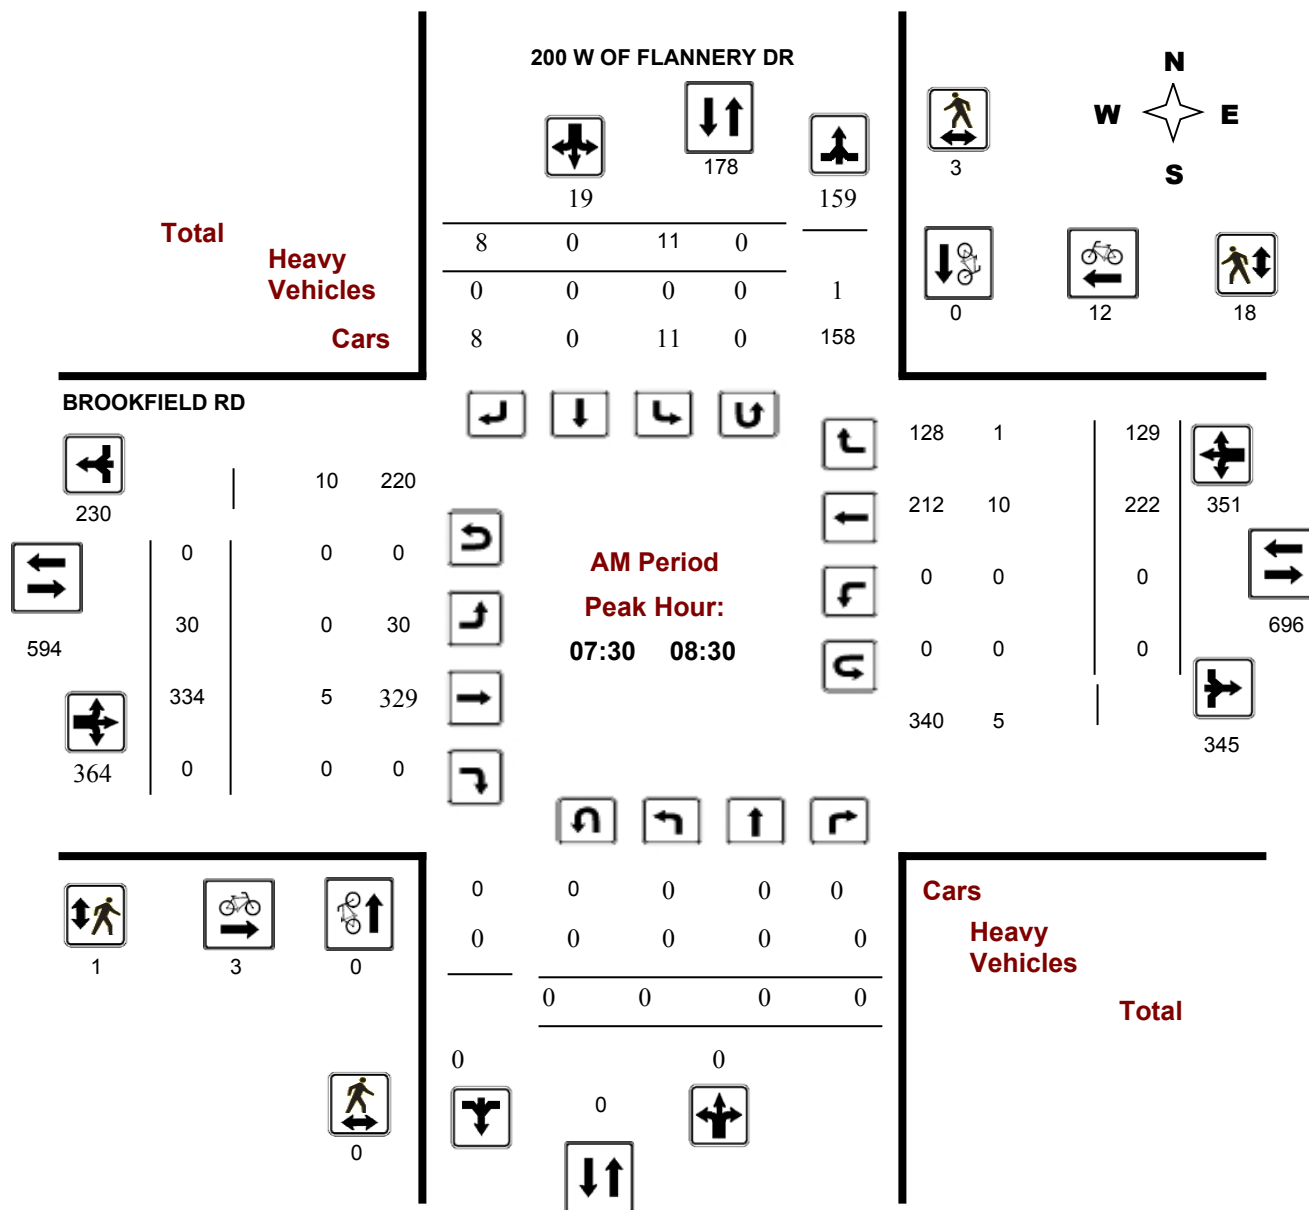 200 W OF FLANNERY DR
N
W E
S
178
3
19 159
Total
8 0 11 0
Heavy
Vehicles
0 0 0 0 1
0 12 18
Cars
8 0 11 0 158
BROOKFIELD RD
128 1 129
10 220
230
212 10 222 351
0 0 0
AM Period
0 0 0
Peak Hour:
30 0 30
696
594
07:30 08:30
0 0 0
334 5 329
340 5
345
364
0 0 0
0 0 0 0 0
Cars
0 0 0 0 0
Heavy
Vehicles
1 3 0
0 0 0 0
Total
0 0
0
0